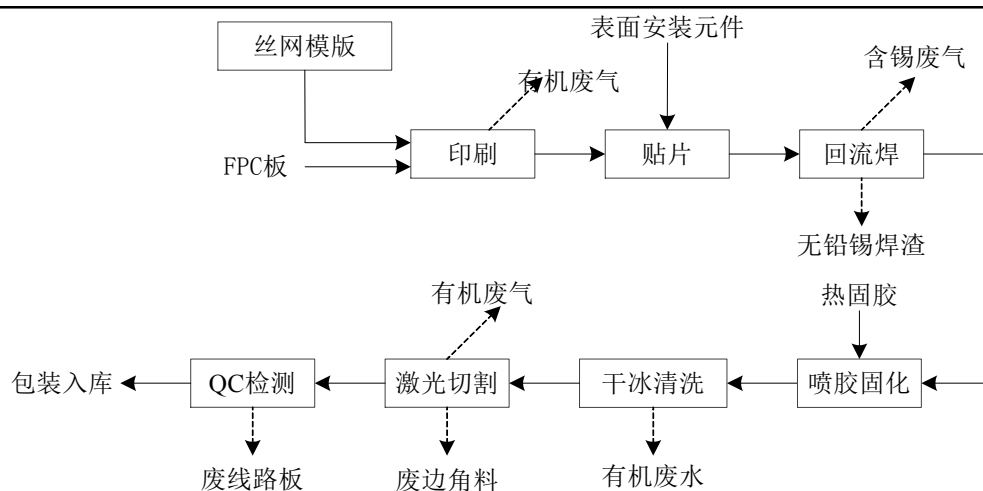 丝网模版
表面安装元件
有机废气
含锡废气
FPC板
印刷
贴片
回流焊
无铅锡焊渣
有机废气
热固胶
包装入库
QC检测
激光切割
干冰清洗
喷胶固化
废线路板
废边角料
有机废水